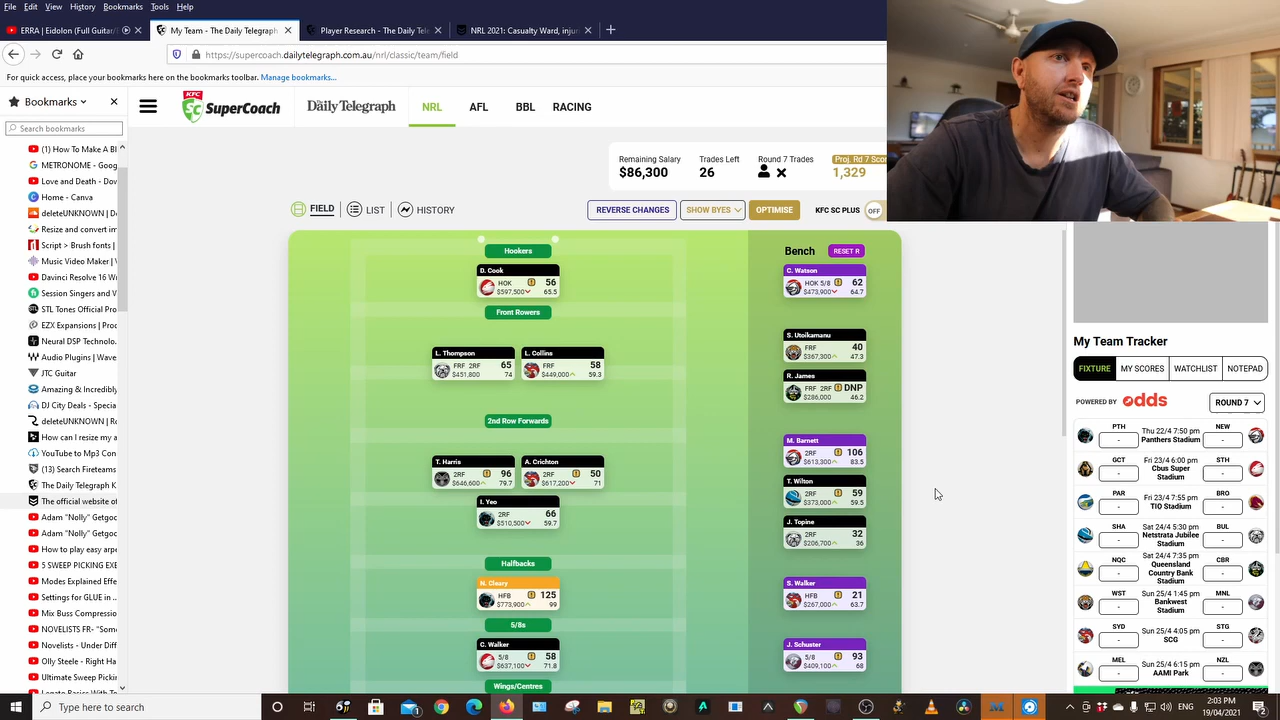 File Edit View History Bookmarks Tools Help
ERRA | Eidolon (Full Guitar/
My Team - The Daily Telegraph
Player Research - The Daily Tel
NRL 2021: Casualty Ward, injur
https://supercoach.dailytelegraph.com.au/nrl/classic/team/field
For quick access, place your bookmarks here on the bookmarks toolbar. Manage bookmarks...
Bookmarks
Search bookmarks
(1) How To Make A Bl
METRONOME - Goog
Love and Death - Dow
Home - Canva
deleteUNKNOWN | De
Resize and convert im
Script > Brush fonts |
Music Video Maker | V
Davinci Resolve 16 W
Session Singers and V
STL Tones Official Pro
EZX Expansions | Proc
Neural DSP Technolo
Audio Plugins | Wave
JTC Guitar
Amazing & Incredibly
DJ City Deals - Specia
deleteUNKNOWN | Re
How can I resize my a
YouTube to Mp3 Con
(13) Search Fireteams
The Daily Telegraph K
The official website of
Adam "Nolly" Getgoo
Adam "Nolly" Getgoo
How to play easy arpe
5 SWEEP PICKING EXE
Modes Explained Effe
Settings for GLUE in ..
Mix Buss Compressio
NOVELISTS FR- "Some
Novelists - Under Diff
Olly Steele - Right Ha
Ultimate Sweep Pickin
KFC SC SuperCoach
The Daily Telegraph
NRL AFL BBL RACING
Remaining Salary
$86,300
Trades Left
26
Round 7 Trades
Proj. Rd 7 Scor
1,329
FIELD LIST HISTORY
REVERSE CHANGES SHOW BYES OPTIMISE KFC SC PLUS OFF
Hookers
D. Cook
HOK 56
$597,500 65.5
Front Rowers
L. Thompson
FRF 2RF 65
$451,800 74
L. Collins
FRF 58
$449,000 59.3
2nd Row Forwards
T. Harris
2RF 96
$646,600 79.7
A. Crichton
2RF 50
$617,200 71
I. Yeo
2RF 66
$510,500 59.7
Halfbacks
N. Cleary
HFB 125
$773,900 99
5/8s
C. Walker
5/8 58
$637,100 71.8
Wings/Centres
Bench RESET R
C. Watson
HOK 5/8 62
$473,900 64.7
S. Utoikamanu
FRF 40
$367,300 47.3
R. James
FRF 2RF DNP
$286,000 46.2
M. Barnett
2RF 106
$613,300 83.5
T. Wilton
2RF 59
$373,000 59.5
J. Topine
2RF 32
$206,700 36
S. Walker
HFB 21
$267,000 63.7
J. Schuster
5/8 93
$409,100 68
My Team Tracker
FIXTURE MY SCORES WATCHLIST NOTEPAD
POWERED BY odds
ROUND 7
PTH - Thu 22/4 7:50 pm Panthers Stadium NEW -
GCT - Fri 23/4 6:00 pm Cbus Super Stadium STH -
PAR - Fri 23/4 7:55 pm TIO Stadium BRO -
SHA - Sat 24/4 5:30 pm Netstrata Jubilee Stadium BUL -
NQC - Sat 24/4 7:35 pm Queensland Country Bank Stadium CBR -
WST - Sun 25/4 1:45 pm Bankwest Stadium MNL -
SYD - Sun 25/4 4:05 pm SCG STG -
MEL - Sun 25/4 6:15 pm AAMI Park NZL -
Type here to search
2:03 PM
19/04/2021